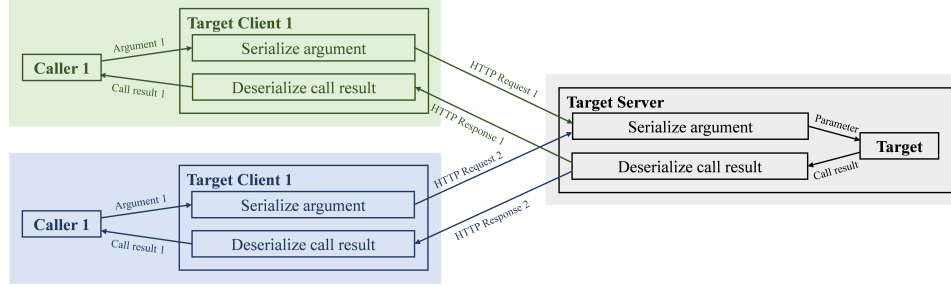 Target Client 1
Caller 1
Argument 1
Serialize argument
Call result 1
Deserialize call result
HTTP Request 1
HTTP Response 1
Target Client 1
Caller 1
Argument 1
Serialize argument
Call result 1
Deserialize call result
HTTP Request 2
HTTP Response 2
Target Server
Serialize argument
Parameter
Target
Deserialize call result
Call result